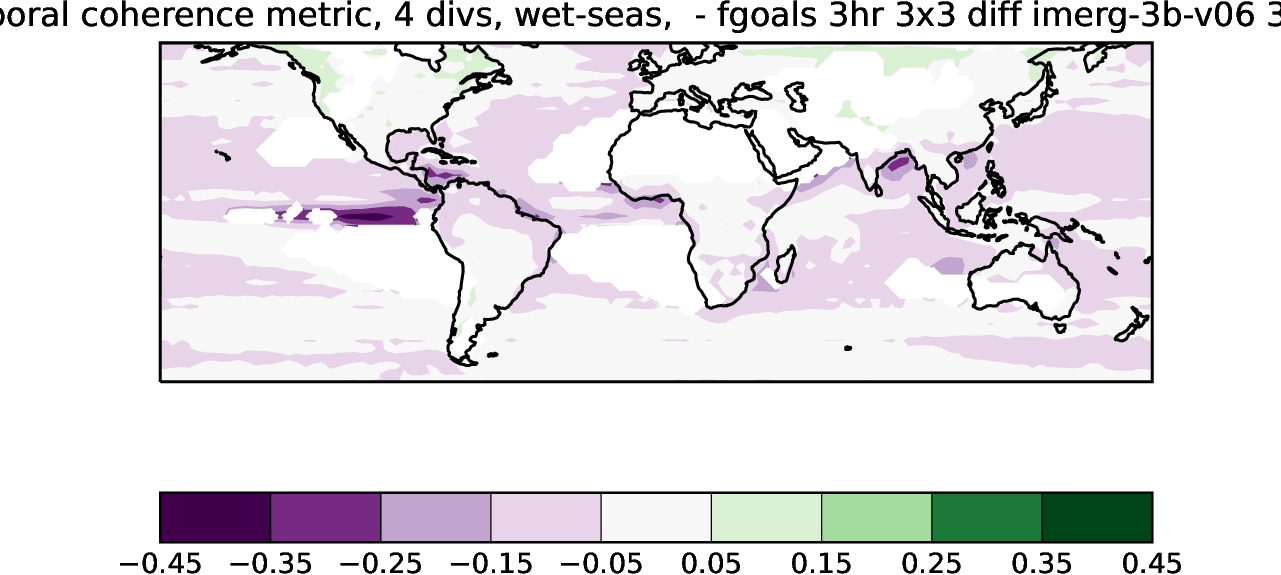 poral coherence metric, 4 divs, wet-seas, - fgoals 3hr 3x3 diff imerg-3b-v06 3
−0.45 −0.35 −0.25 −0.15 −0.05 0.05 0.15 0.25 0.35 0.45